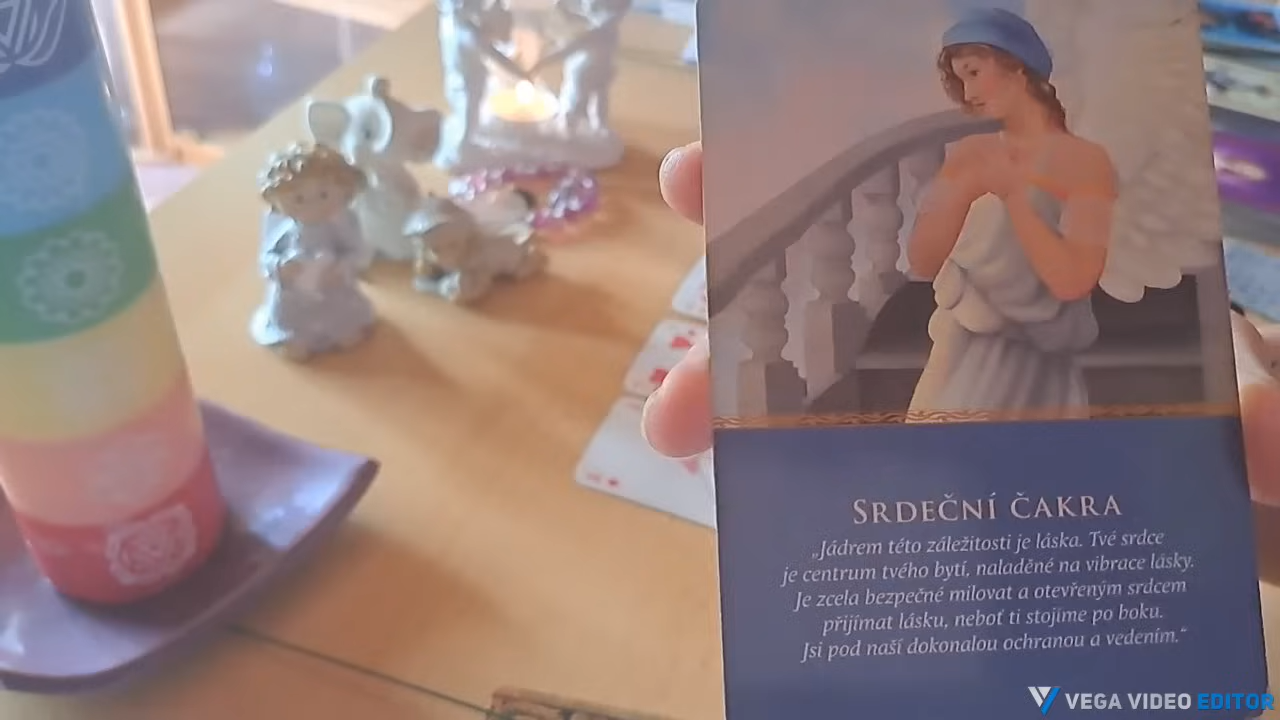 SRDEČNÍ ČAKRA
„Jádrem této záležitosti je láska. Tvé srdce
je centrum tvého bytí, naladěné na vibrace lásky.
Je zcela bezpečné milovat a otevřeným srdcem
přijímat lásku, neboť ti stojíme po boku.
Jsi pod naší dokonalou ochranou a vedením.“
VEGA VIDEO EDITOR